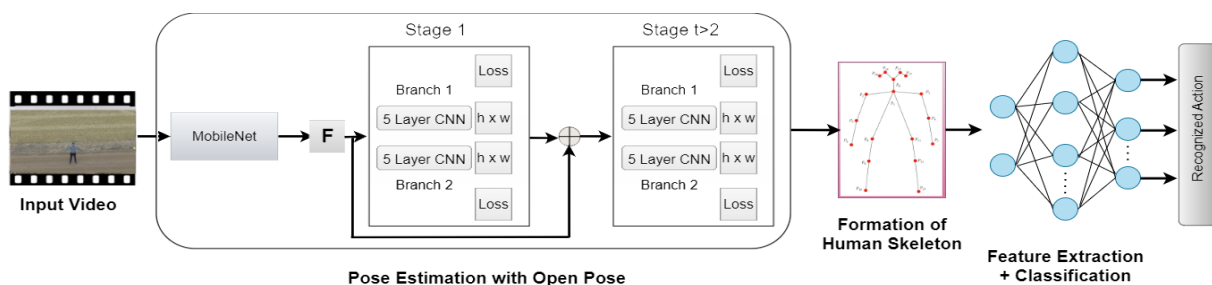 Input Video
MobileNet
F
Stage 1
Loss
Branch 1
5 Layer CNN
h x w
5 Layer CNN
h x w
Branch 2
Loss
Stage t>2
Loss
Branch 1
5 Layer CNN
h x w
5 Layer CNN
h x w
Branch 2
Loss
Pose Estimation with Open Pose
Formation of
Human Skeleton
Feature Extraction
+ Classification
Recognized Action